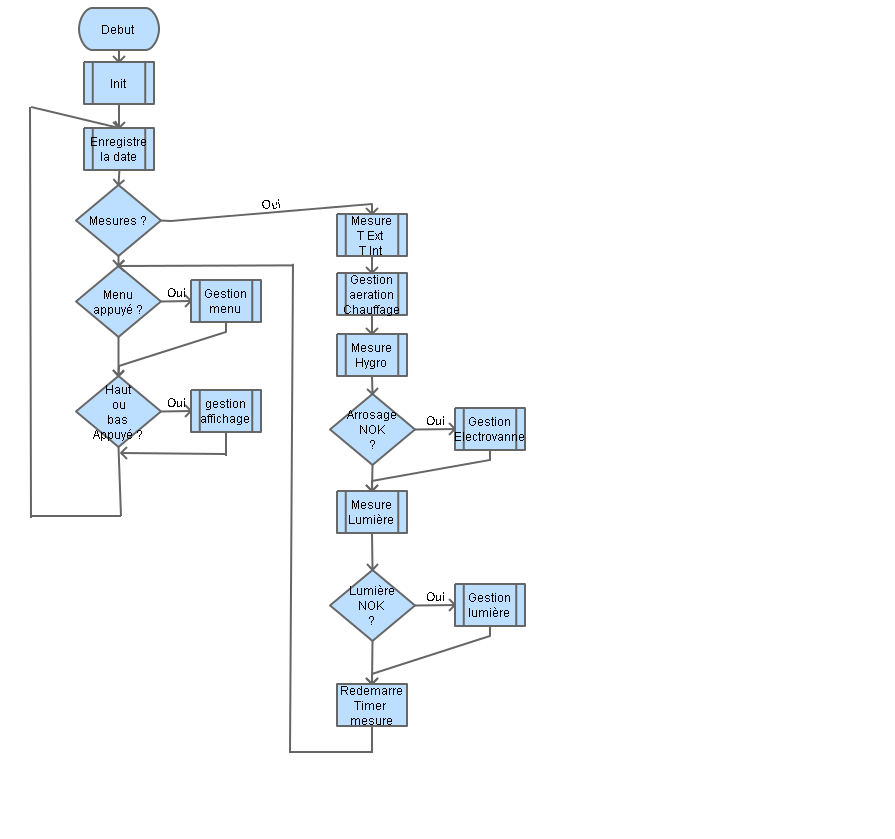 Debut
Init
Enregistre
la date
Mesures ?
Oui
Menu
appuyé ?
Oui
Gestion
menu
Haut
ou
bas
Appuyé ?
Oui
gestion
affichage
Mesure
T Ext
T Int
Gestion
aeration
Chauffage
Mesure
Hygro
Arrosage
NOK
?
Oui
Gestion
Electrovanne
Mesure
Lumière
Lumière
NOK
?
Oui
Gestion
lumière
Redemarre
Timer
mesure